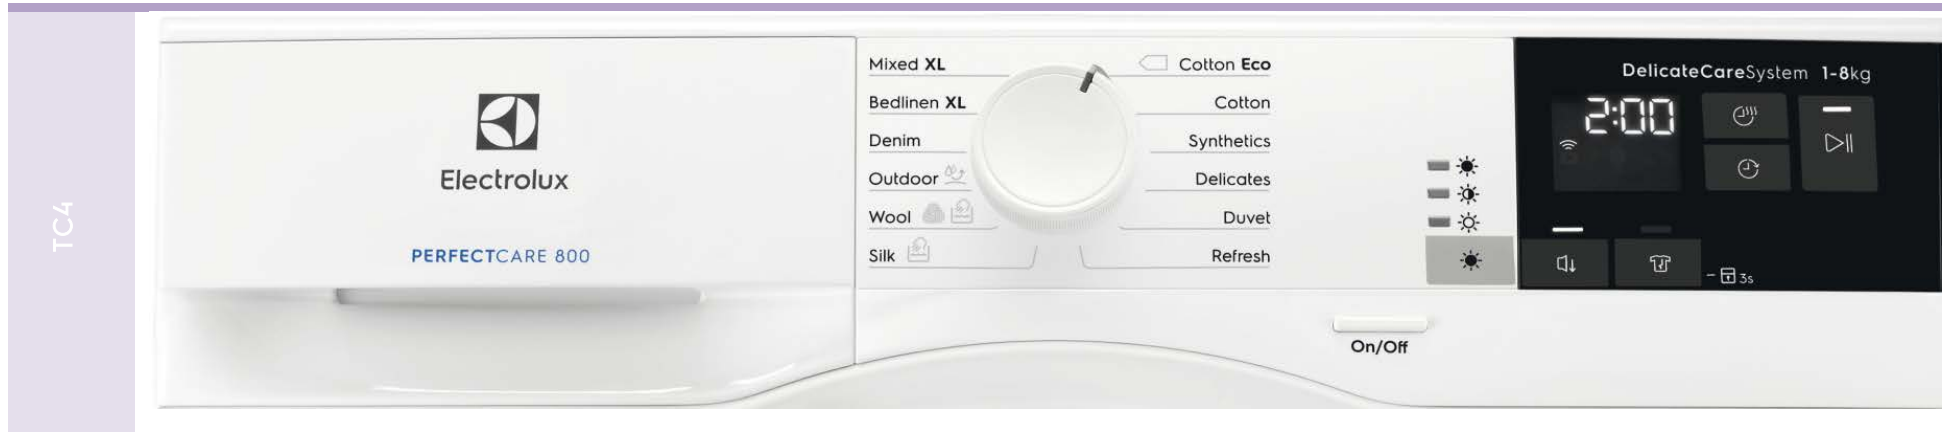 TC4
Electrolux
PERFECTCARE 800
Mixed XL
Bedlinen XL
Denim
Outdoor
Wool
Silk
Cotton Eco
Cotton
Synthetics
Delicates
Duvet
Refresh
On/Off
DelicateCareSystem 1-8kg
2:00
3s